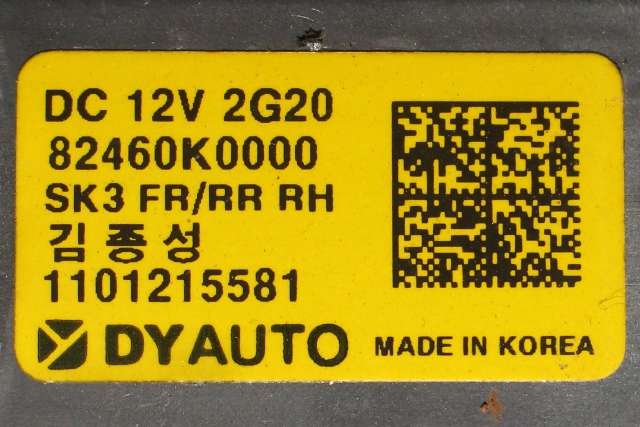 DC 12V 2G20
82460K0000
SK3 FR/RR RH
김종성
1101215581
DYAUTO
MADE IN KOREA